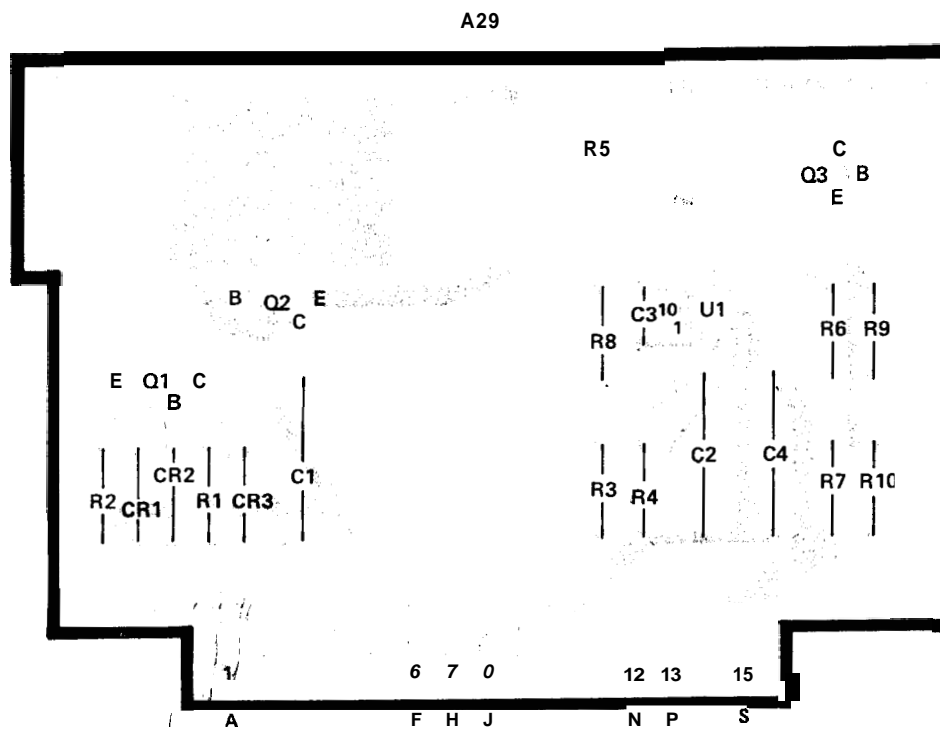 A29
R5 C
Q3 B
E
B Q2 E
C
C3 10 U1
1
R8 R6 R9
E Q1 C
B
CR2 C1 C2 C4
R2 CR1 R1 CR3 R3 R4 R7 R10
1 6 7 0 12 13 15
A F H J N P S